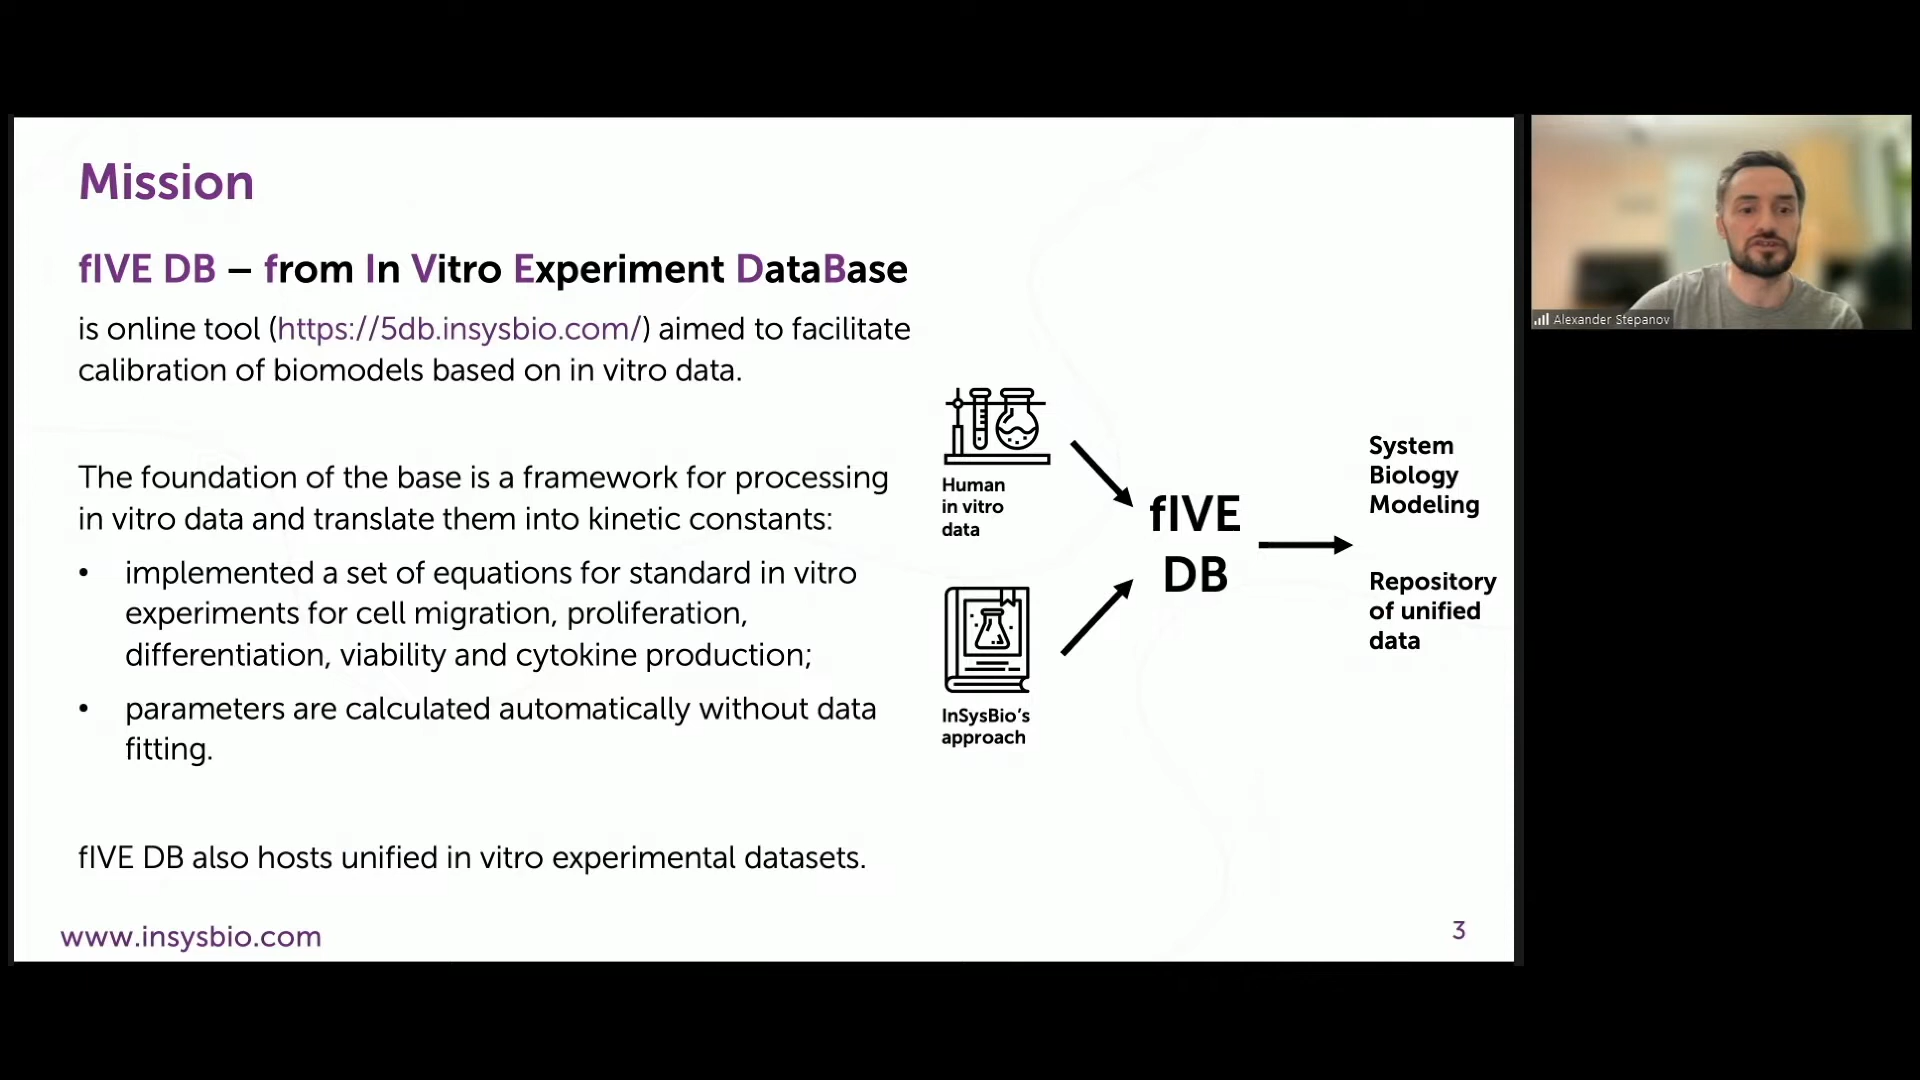 Mission
fIVE DB – from In Vitro Experiment DataBase
is online tool (https://5db.insysbio.com/) aimed to facilitate
calibration of biomodels based on in vitro data.
The foundation of the base is a framework for processing
in vitro data and translate them into kinetic constants:
• implemented a set of equations for standard in vitro
experiments for cell migration, proliferation,
differentiation, viability and cytokine production;
• parameters are calculated automatically without data
fitting.
fIVE DB also hosts unified in vitro experimental datasets.
Human
in vitro
data
InSysBio's
approach
fIVE
DB
System
Biology
Modeling
Repository
of unified
data
www.insysbio.com
3
Alexander Stepanov